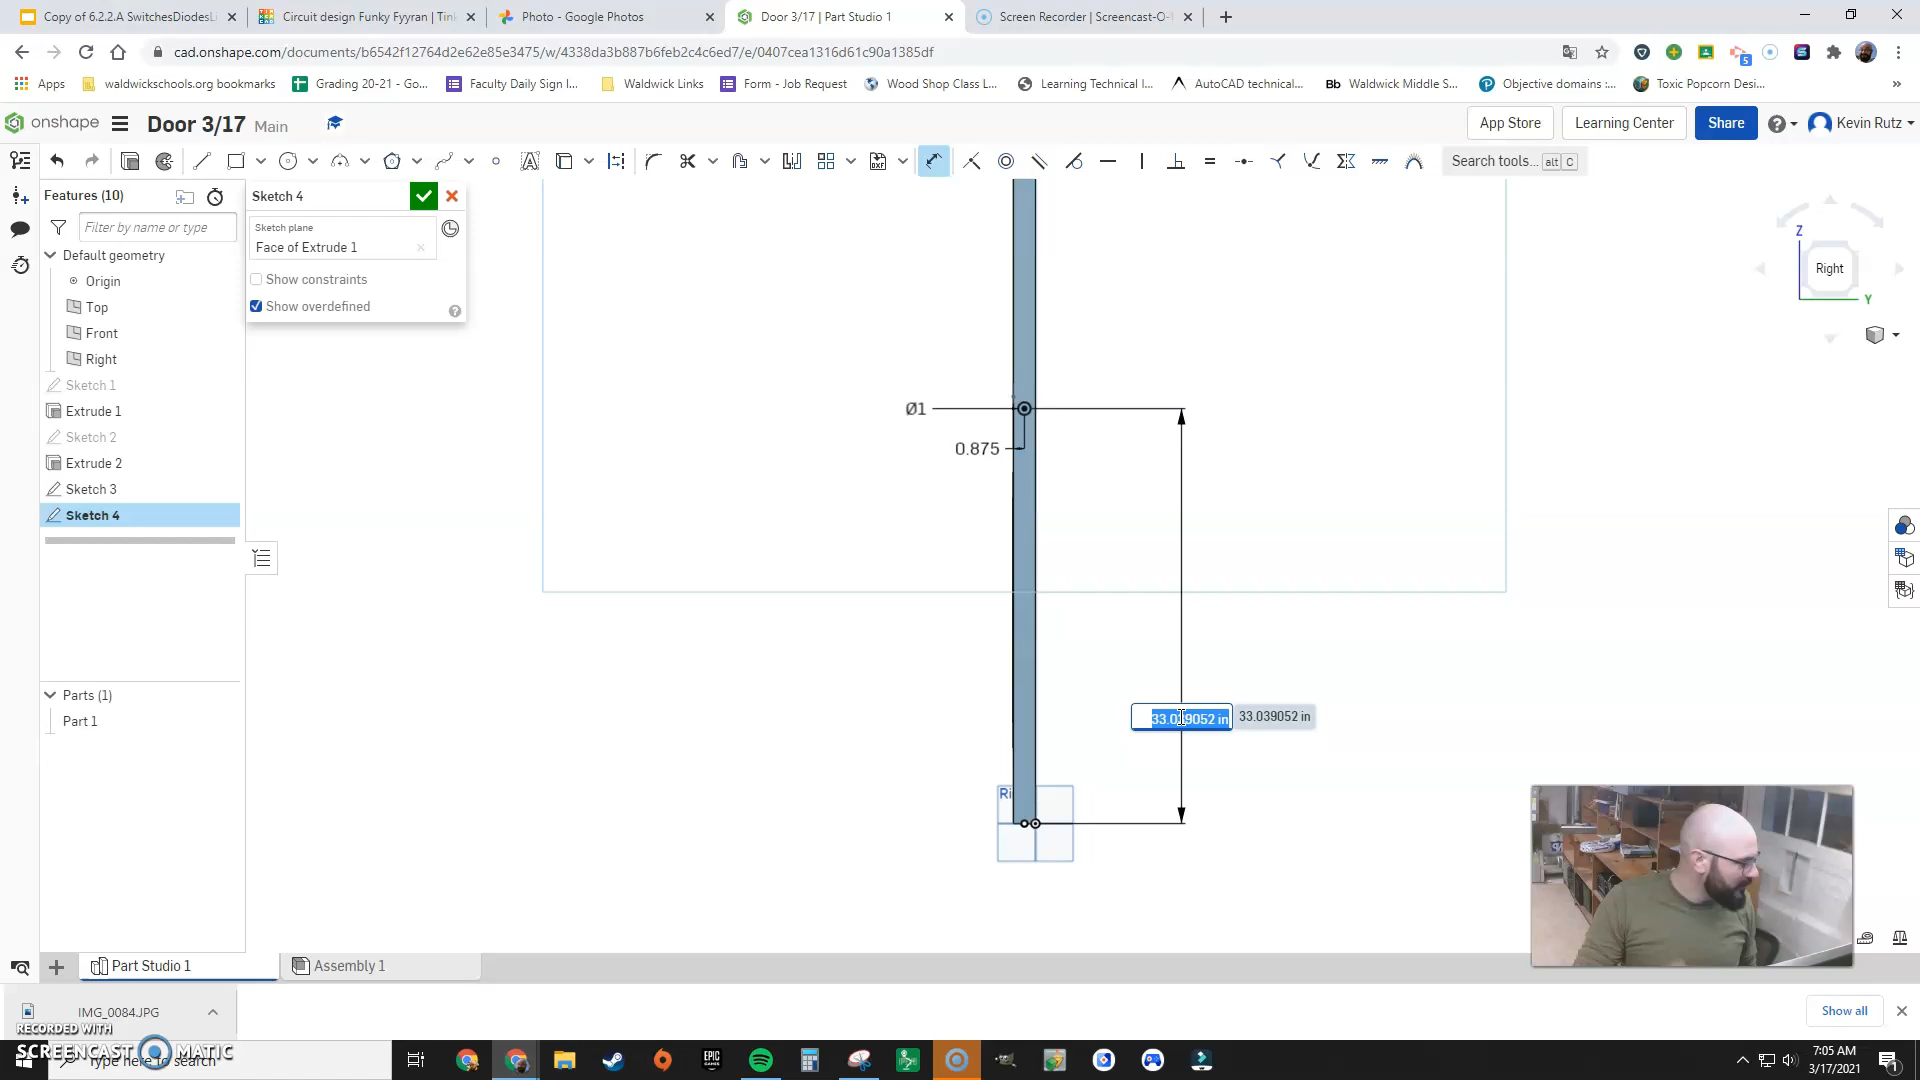 Copy of 6.2.2.A SwitchesDiodesLi
Circuit design Funky Fyyran | Tink
Photo - Google Photos
Door 3/17 | Part Studio 1
Screen Recorder | Screencast-O-
cad.onshape.com/documents/b6542f12764d2e62e85e3475/w/4338da3b887b6feb2c4c6ed7/e/0407cea1316d61c90a1385df
5
Apps
waldwickschools.org bookmarks
Grading 20-21 - Go...
Faculty Daily Sign I...
Waldwick Links
Form - Job Request
Wood Shop Class L...
Learning Technical I...
AutoCAD technical...
Bb Waldwick Middle S...
Objective domains :...
Toxic Popcorn Desi...
onshape
Door 3/17 Main
App Store
Learning Center
Share
Kevin Rutz
Search tools... alt C
Features (10)
Filter by name or type
Default geometry
Origin
Top
Front
Right
Sketch 1
Extrude 1
Sketch 2
Extrude 2
Sketch 3
Sketch 4
Parts (1)
Part 1
Sketch 4
Sketch plane
Face of Extrude 1
Show constraints
Show overdefined
Z
Right
Y
Ø1
0.875
33.039052 in
33.039052 in
Part Studio 1
Assembly 1
IMG_0084.JPG
Show all
RECORDED WITH
SCREENCAST MATIC
Type here to search
EPIC
GAMES
7:05 AM
3/17/2021
1